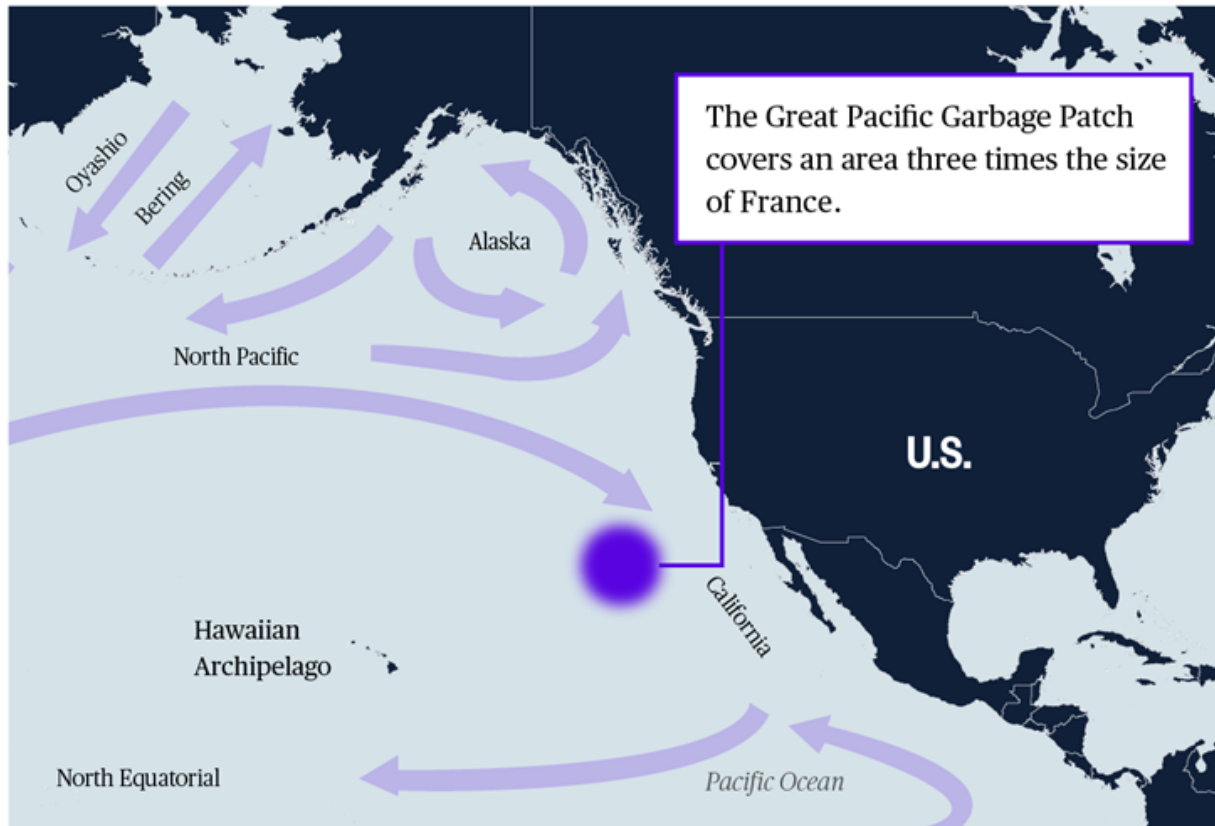 The Great Pacific Garbage Patch
covers an area three times the size
of France.
Oyashio
Bering
Alaska
North Pacific
U.S.
California
Hawaiian
Archipelago
North Equatorial
Pacific Ocean